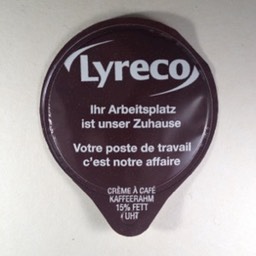 Lyreco
Ihr Arbeitsplatz
ist unser Zuhause
Votre poste de travail
c'est notre affaire
CRÈME À CAFÉ
KAFFEERAHM
15% FETT
UHT